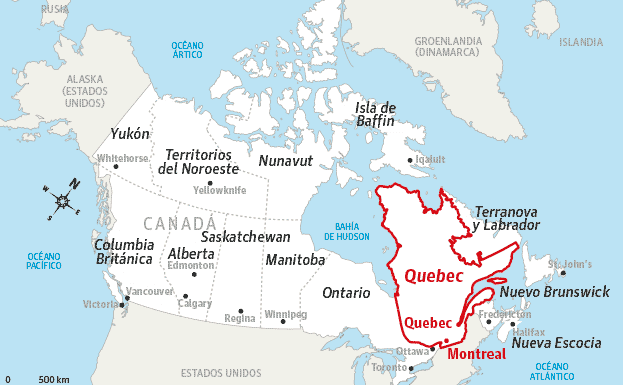 RUSIA
OCÉANO
ÁRTICO
GROENLANDIA
(DINAMARCA)
ISLANDIA
ALASKA
(ESTADOS
UNIDOS)
Isla de
Baffin
Yukón
Whitehorse
Territorios
del Noroeste
Yellowknife
Nunavut
Iqaluit
N
W
S
E
CANADÁ
Terranova
y Labrador
BAHÍA
DE HUDSON
Columbia
Británica
Alberta
Edmonton
Saskatchewan
Manitoba
OCÉANO
PACÍFICO
Quebec
St. John's
Ontario
Nuevo Brunswick
Vancouver
Victoria
Calgary
Regina
Winnipeg
Quebec
Fredericton
Halifax
Nueva Escocia
Ottawa
Montreal
Toronto
ESTADOS UNIDOS
OCÉANO
ATLÁNTICO
0 500 km